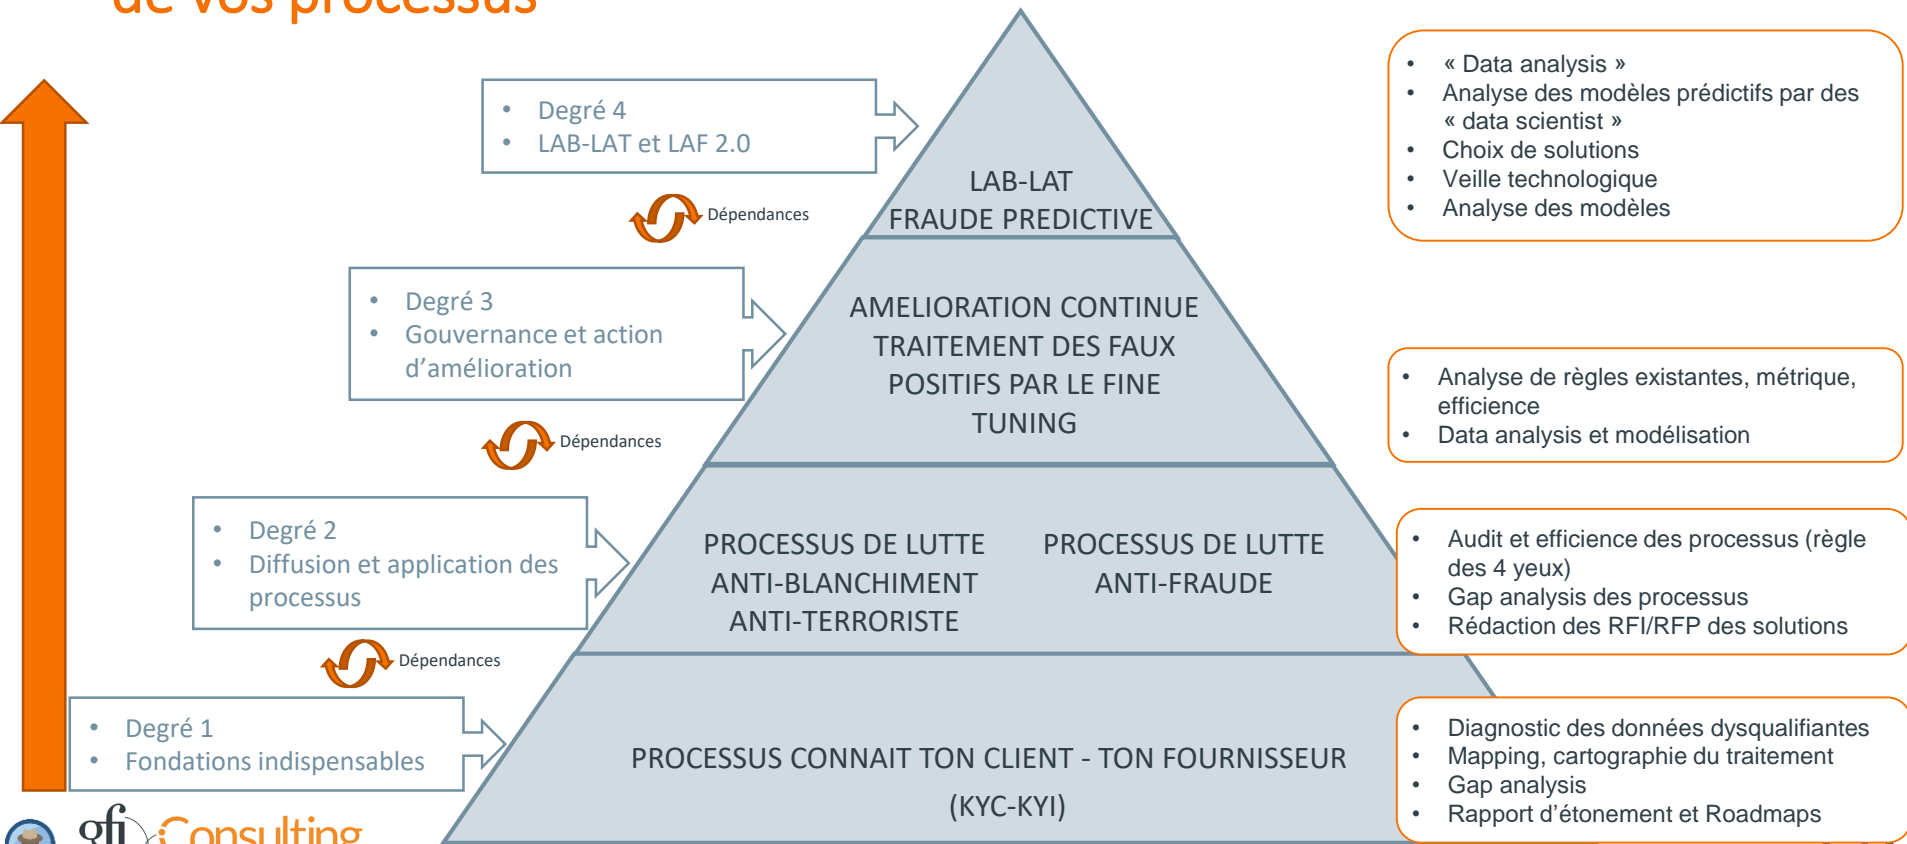 de vos processus
• Degré 4
• LAB-LAT et LAF 2.0
Dépendances
• Degré 3
• Gouvernance et action
d’amélioration
Dépendances
• Degré 2
• Diffusion et application des
processus
Dépendances
• Degré 1
• Fondations indispensables
LAB-LAT
FRAUDE PREDICTIVE
AMELIORATION CONTINUE
TRAITEMENT DES FAUX
POSITIFS PAR LE FINE
TUNING
PROCESSUS DE LUTTE
ANTI-BLANCHIMENT
ANTI-TERRORISTE
PROCESSUS DE LUTTE
ANTI-FRAUDE
PROCESSUS CONNAIT TON CLIENT - TON FOURNISSEUR
(KYC-KYI)
• « Data analysis »
• Analyse des modèles prédictifs par des
« data scientist »
• Choix de solutions
• Veille technologique
• Analyse des modèles
• Analyse de règles existantes, métrique,
efficience
• Data analysis et modélisation
• Audit et efficience des processus (règle
des 4 yeux)
• Gap analysis des processus
• Rédaction des RFI/RFP des solutions
• Diagnostic des données dysqualifiantes
• Mapping, cartographie du traitement
• Gap analysis
• Rapport d’étonement et Roadmaps
gfi Consulting